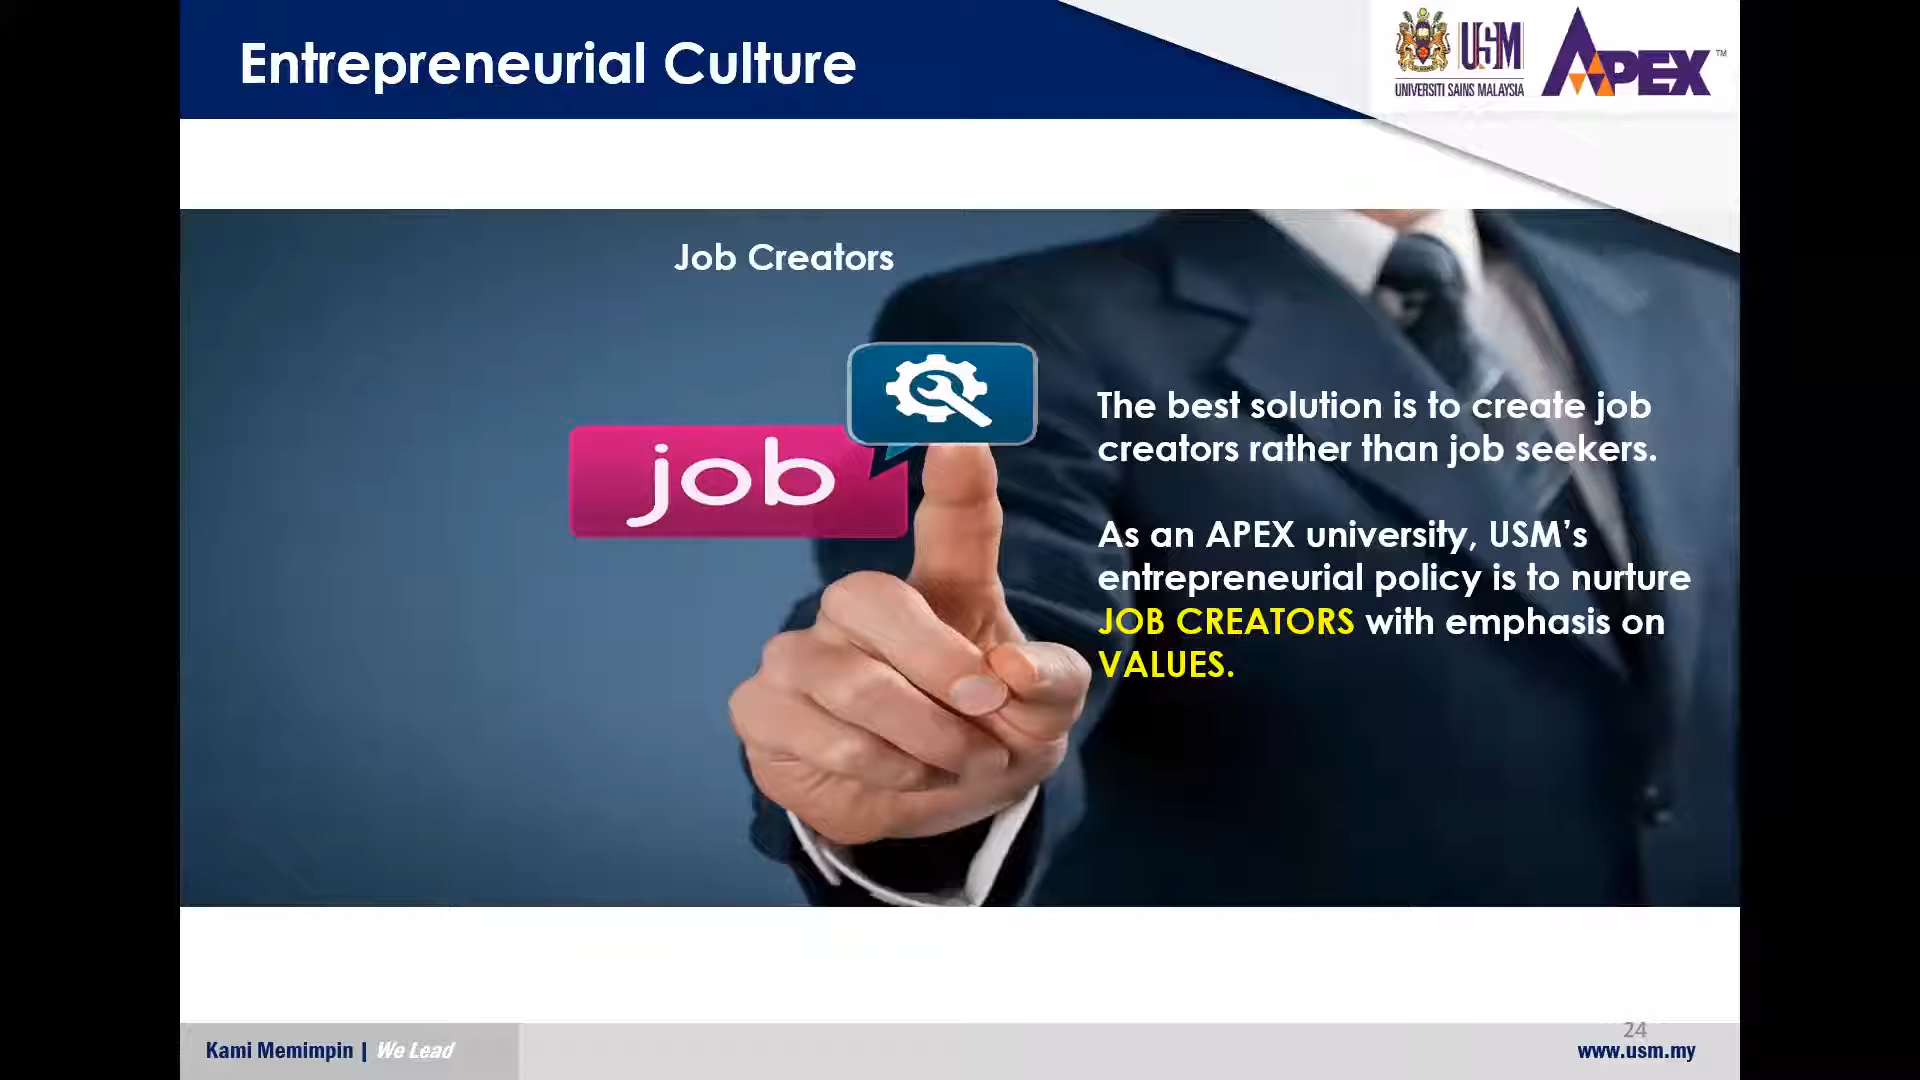 Entrepreneurial Culture
USM
UNIVERSITI SAINS MALAYSIA
APEX™
Job Creators
job
The best solution is to create job
creators rather than job seekers.
As an APEX university, USM’s
entrepreneurial policy is to nurture
JOB CREATORS with emphasis on
VALUES.
Kami Memimpin | We Lead
24
www.usm.my